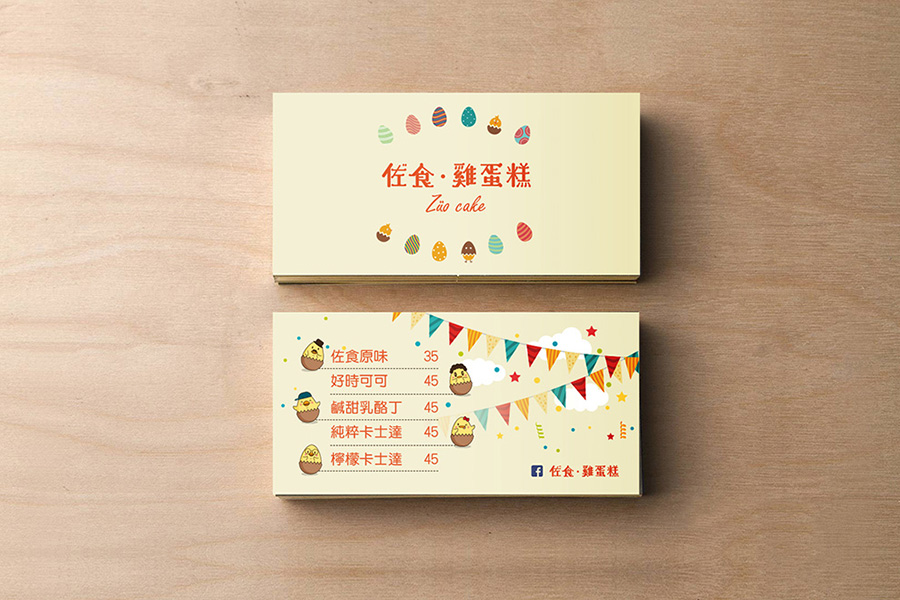 佐食·雞蛋糕
Züo cake
佐食原味 35
好時可可 45
鹹甜乳酪丁 45
純粹卡士達 45
檸檬卡士達 45
f 佐食·雞蛋糕